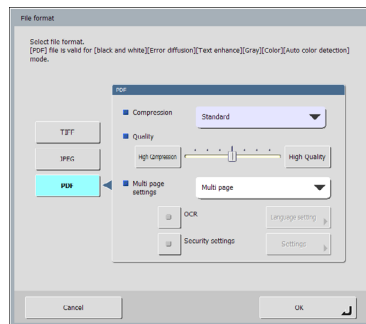 File format
Select file format.
[PDF] file is valid for [black and white][Error diffusion][Text enhance][Gray][Color][Auto color detection]
mode.
PDF
Compression
Standard
TIFF
Quality
JPEG
High Compression
High Quality
PDF
Multi page
settings
Multi page
OCR
Language setting
Security settings
Settings
Cancel
OK